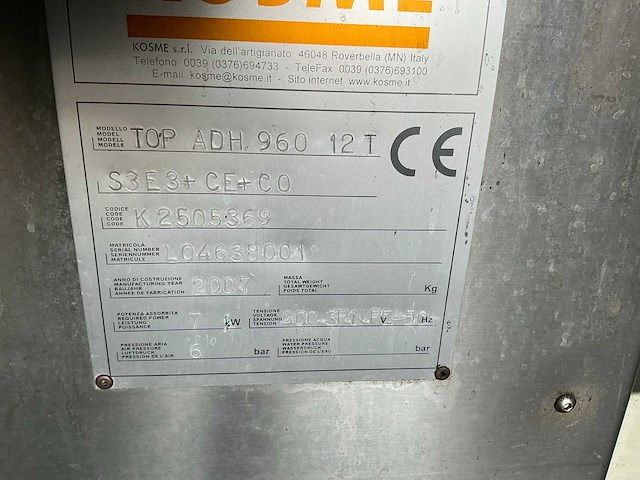 KOSME
KOSME s.r.l. Via dell'artigianato 46048 Roverbella (MN) Italy
Telefono 0039 (0376)694733 - TeleFax 0039 (0376)693100
E-mail kosme@kosme.it - Sito internet www.kosme.it
MODELLO
MODEL
MODELL
MODELE
TOP ADH 960 12T
CE
S3E3+CE+CO
CODICE
CODE
CODE
CODE
K2505369
MATRICOLA
SERIAL NUMBER
SERIENNUMMER
MATRICULE
L04638001
ANNO DI COSTRUZIONE
MANUFACTURING YEAR
BAUJAHR
ANNEE DE FABRICATION
2007
MASSA
TOTAL WEIGHT
GESAMTGEWICHT
POIDS TOTAL
Kg
POTENZA ASSORBITA
REQUIRED POWER
LEISTUNG
PUISSANCE
7 kW
TENSIONE
VOLTAGE
SPANNUNG
TENSION
V Hz
PRESSIONE ARIA
AIR PRESSURE
LUFTDRUCK
PRESSION DE L'AIR
6 bar
PRESSIONE ACQUA
WATER PRESSURE
WASSERDRUCK
PRESSION DE L'EAU
bar